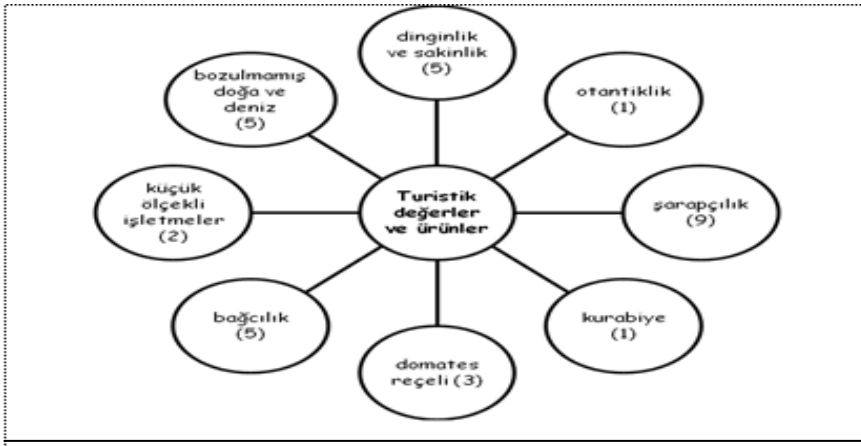 dinginlik
ve sakinlik
(5)
bozulmamış
doğa ve
deniz
(5)
otantiklik
(1)
küçük
ölçekli
işletmeler
(2)
Turistik
değerler
ve ürünler
şarapçılık
(9)
bağcılık
(5)
kurabiye
(1)
domates
reçeli (3)